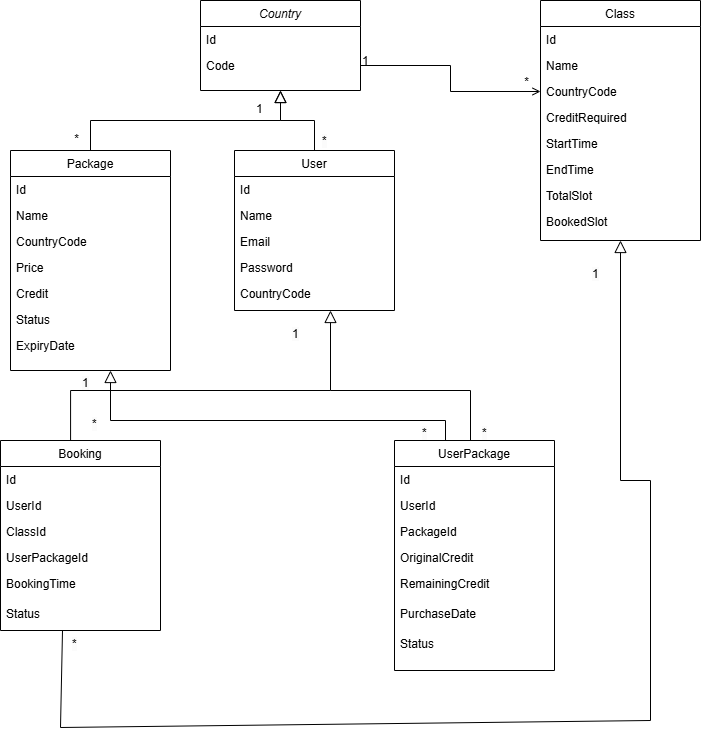 Country
Id
Code
Class
Id
Name
CountryCode
CreditRequired
StartTime
EndTime
TotalSlot
BookedSlot
1
*
1
*
*
Package
Id
Name
CountryCode
Price
Credit
Status
ExpiryDate
User
Id
Name
Email
Password
CountryCode
1
1
1
*
*
*
Booking
Id
UserId
ClassId
UserPackageId
BookingTime
Status
UserPackage
Id
UserId
PackageId
OriginalCredit
RemainingCredit
PurchaseDate
Status
*